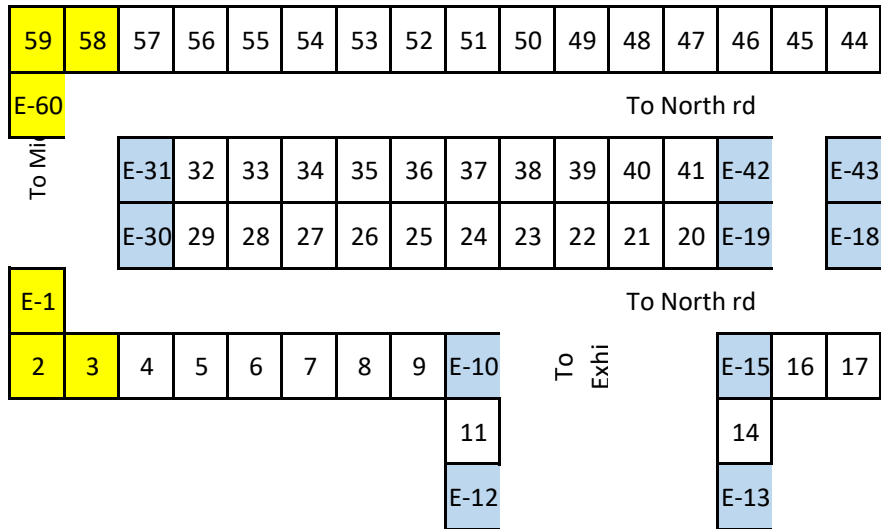 59 58 57 56 55 54 53 52 51 50 49 48 47 46 45 44
E-60 To North rd
To Mic
E-31 32 33 34 35 36 37 38 39 40 41 E-42 E-43
E-30 29 28 27 26 25 24 23 22 21 20 E-19 E-18
E-1 To North rd
2 3 4 5 6 7 8 9 E-10 To E-15 16 17
Exhi
11 14
E-12 E-13